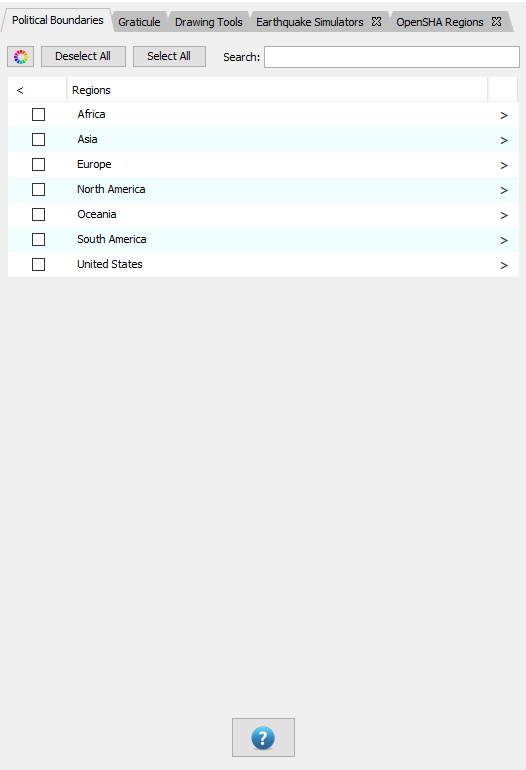 Political Boundaries Graticule Drawing Tools Earthquake Simulators OpenSHA Regions
Deselect All Select All Search:
< Regions
Africa >
Asia >
Europe >
North America >
Oceania >
South America >
United States >
?